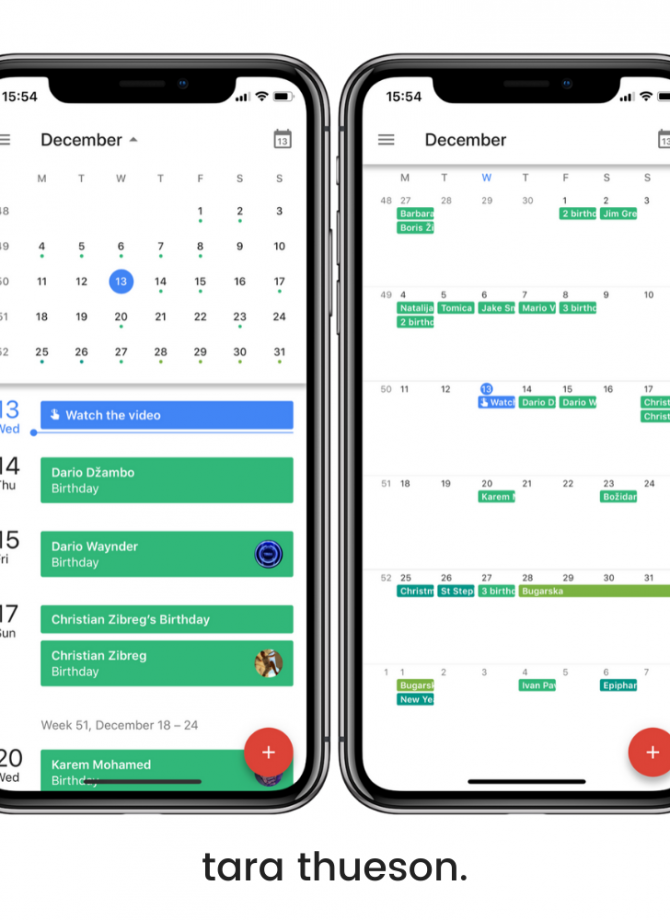 15:54
December
13
M T W T F S S
48 1 2 3
49 4 5 6 7 8 9 10
50 11 12 13 14 15 16 17
51 18 19 20 21 22 23 24
52 25 26 27 28 29 30 31
13 Wed
Watch the video
14 Thu
Dario Džambo
Birthday
15 Fri
Dario Waynder
Birthday
17 Sun
Christian Zibreg's Birthday
Christian Zibreg
Birthday
Week 51, December 18 – 24
20 Wed
Karem Mohamed
Birthday
+
15:54
December
13
M T W T F S S
48 27 28 29 30 1 2 3
Barbara 2 birthd Jim Gre
Boris Ži
49 4 5 6 7 8 9 10
Natalija Tomica Jake Sn Mario V 3 birthd
2 birthd
50 11 12 13 14 15 16 17
Watch Dario D Dario W Christ
Christ
51 18 19 20 21 22 23 24
Karem Božidar
52 25 26 27 28 29 30 31
Christm St Step 3 birthd Bugarska
1 1 2 3 4 5 6 7
Bugarsk Ivan Pa Epiphan
New Ye
+
tara thueson.